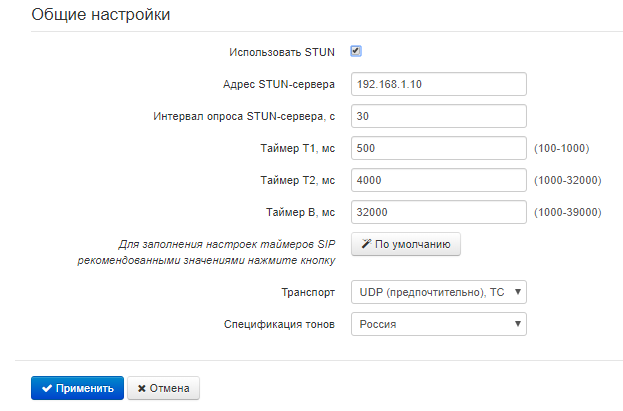 Общие настройки
Использовать STUN
Адрес STUN-сервера 192.168.1.10
Интервал опроса STUN-сервера, с 30
Таймер T1, мс 500 (100-1000)
Таймер T2, мс 4000 (1000-32000)
Таймер B, мс 32000 (1000-39000)
Для заполнения настроек таймеров SIP
рекомендованными значениями нажмите кнопку
По умолчанию
Транспорт UDP (предпочтительно), TC
Спецификация тонов Россия
Применить Отмена